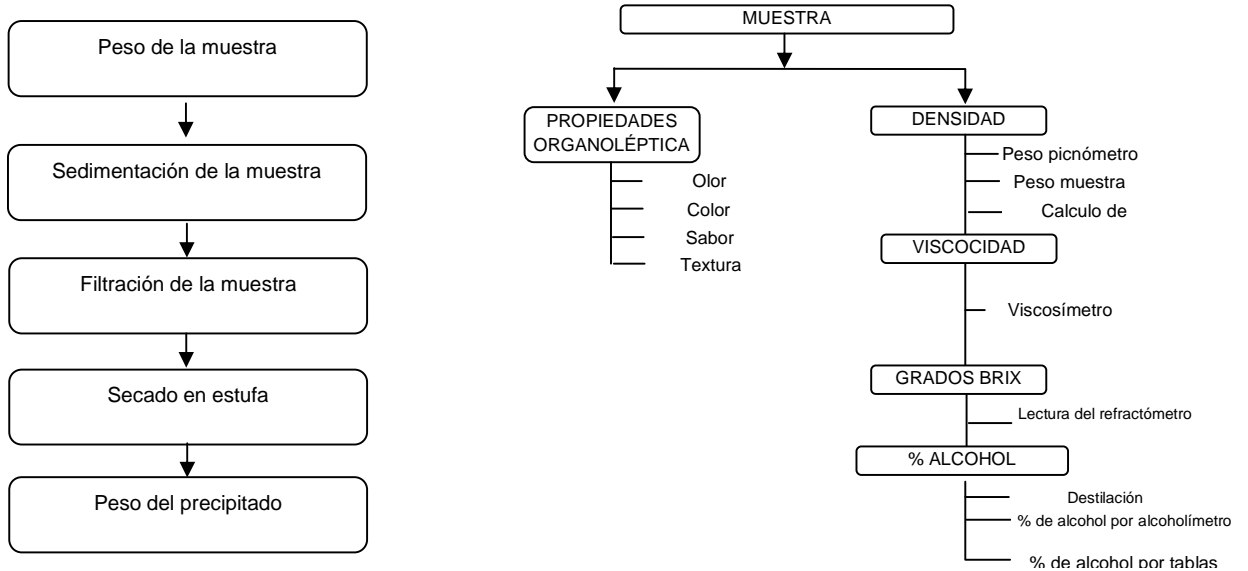 Peso de la muestra
Sedimentación de la muestra
Filtración de la muestra
Secado en estufa
Peso del precipitado
MUESTRA
PROPIEDADES
ORGANOLÉPTICA
Olor
Color
Sabor
Textura
DENSIDAD
Peso picnómetro
Peso muestra
Calculo de
VISCOCIDAD
Viscosímetro
GRADOS BRIX
Lectura del refractómetro
% ALCOHOL
Destilación
% de alcohol por alcoholímetro
% de alcohol por tablas